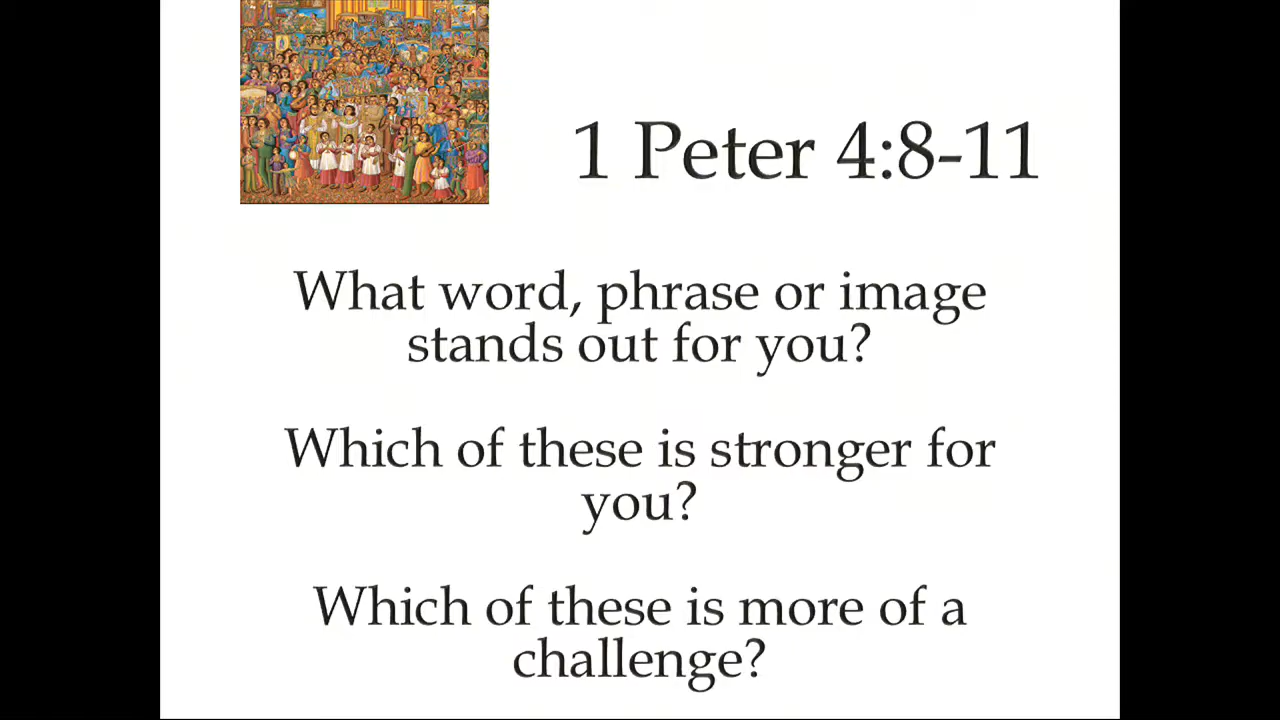 1 Peter 4:8-11
What word, phrase or image
stands out for you?
Which of these is stronger for
you?
Which of these is more of a
challenge?